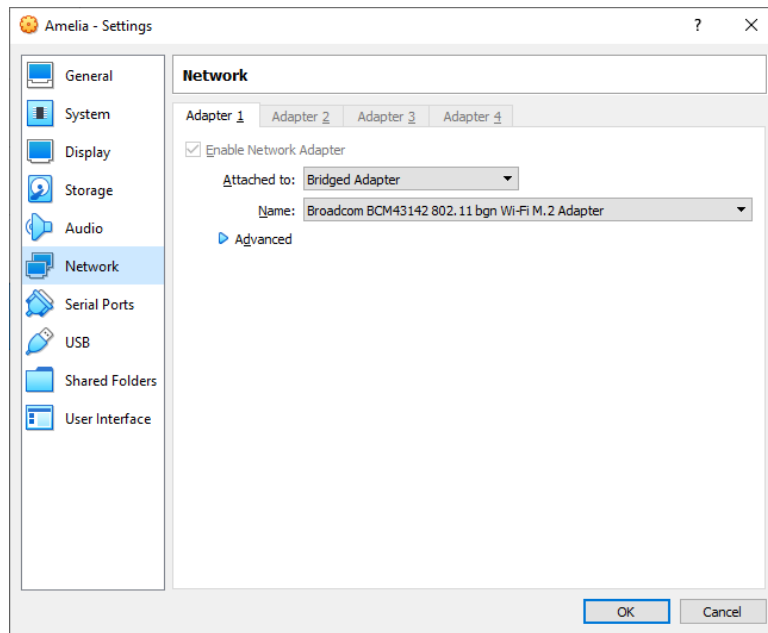 Amelia - Settings
?
General
System
Display
Storage
Audio
Network
Serial Ports
USB
Shared Folders
User Interface
Network
Adapter 1 Adapter 2 Adapter 3 Adapter 4
Enable Network Adapter
Attached to: Bridged Adapter
Name: Broadcom BCM43142 802.11 bgn Wi-Fi M.2 Adapter
Advanced
OK Cancel